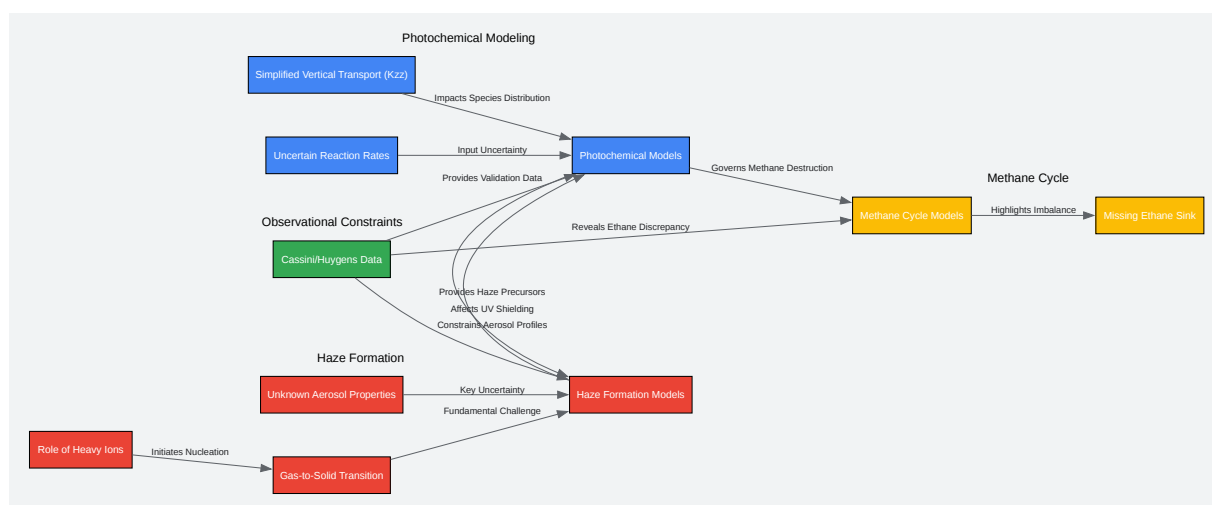 Photochemical Modeling
Simplified Vertical Transport (Kzz)
Impacts Species Distribution
Uncertain Reaction Rates
Input Uncertainty
Photochemical Models
Provides Validation Data
Governs Methane Destruction
Methane Cycle
Methane Cycle Models
Highlights Imbalance
Missing Ethane Sink
Observational Constraints
Reveals Ethane Discrepancy
Cassini/Huygens Data
Provides Haze Precursors
Affects UV Shielding
Constrains Aerosol Profiles
Haze Formation
Unknown Aerosol Properties
Key Uncertainty
Haze Formation Models
Fundamental Challenge
Role of Heavy Ions
Initiates Nucleation
Gas-to-Solid Transition